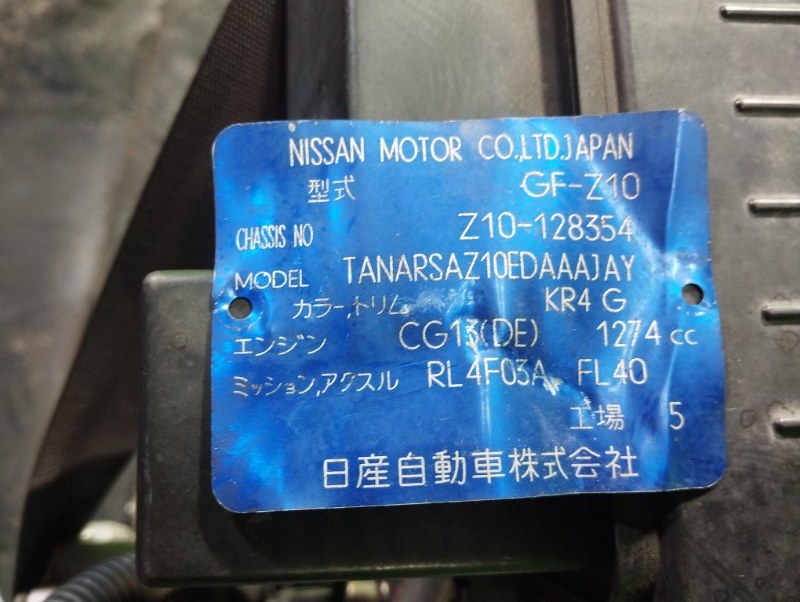 NISSAN MOTOR CO.,LTD.JAPAN
型式 GF-Z10
CHASSIS NO Z10-128354
MODEL TANARSAZ10EDAAAJAY
カラー,トリム KR4 G
エンジン CG13(DE) 1274 cc
ミッション,アクスル RL4F03A FL40
工場 5
日産自動車株式会社